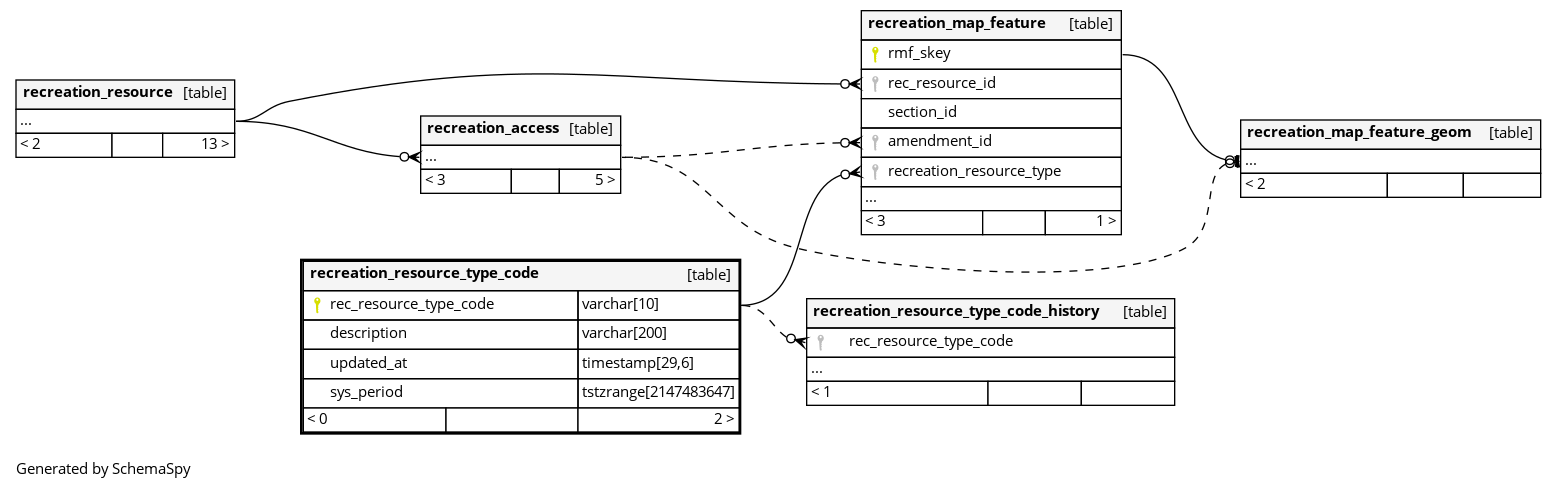 recreation_resource [table]
...
< 2 13 >
recreation_access [table]
...
< 3 5 >
recreation_map_feature [table]
rmf_skey
rec_resource_id
section_id
amendment_id
recreation_resource_type
...
< 3 1 >
recreation_map_feature_geom [table]
...
< 2
recreation_resource_type_code [table]
rec_resource_type_code varchar[10]
description varchar[200]
updated_at timestamp[29,6]
sys_period tstzrange[2147483647]
< 0 2 >
recreation_resource_type_code_history [table]
rec_resource_type_code
...
< 1
Generated by SchemaSpy